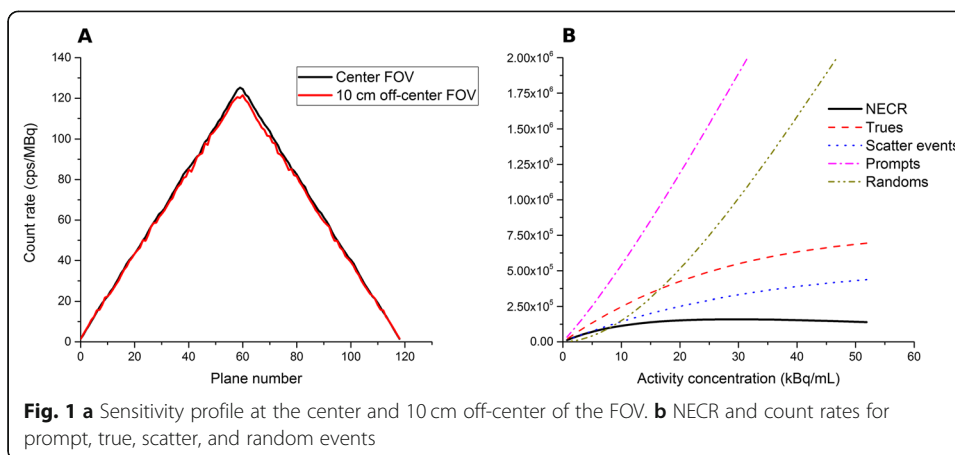 A
140
120
100
80
60
40
20
0
Count rate (cps/MBq)
0 20 40 60 80 100 120
Plane number
Center FOV
10 cm off-center FOV
B
2.00x10⁶
1.75x10⁶
1.50x10⁶
1.25x10⁶
1.00x10⁶
7.50x10⁵
5.00x10⁵
2.50x10⁵
0.00
0 10 20 30 40 50 60
Activity concentration (kBq/mL)
NECR
Trues
Scatter events
Prompts
Randoms
Fig. 1 a Sensitivity profile at the center and 10 cm off-center of the FOV. b NECR and count rates for
prompt, true, scatter, and random events